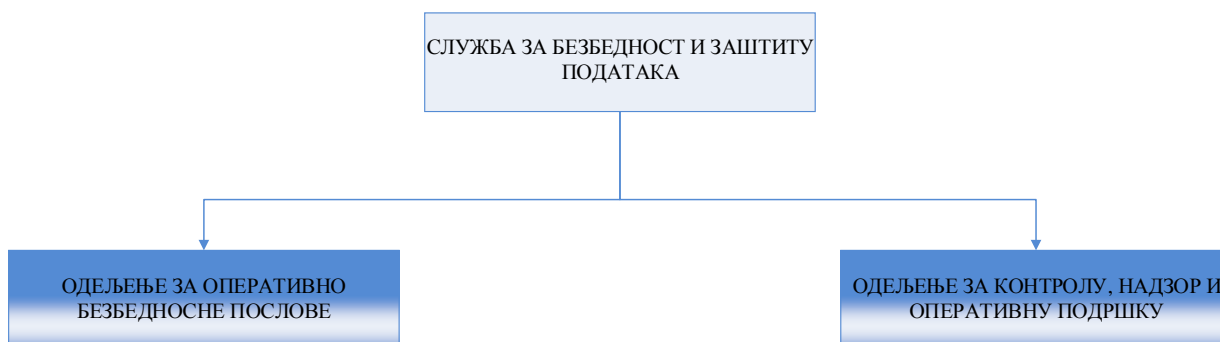 СЛУЖБА ЗА БЕЗБЕДНОСТ И ЗАШТИТУ
ПОДАТАКА
ОДЕЉЕЊЕ ЗА ОПЕРАТИВНО
БЕЗБЕДНОСНЕ ПОСЛОВЕ
ОДЕЉЕЊЕ ЗА КОНТРОЛУ, НАДЗОР И
ОПЕРАТИВНУ ПОДРШКУ